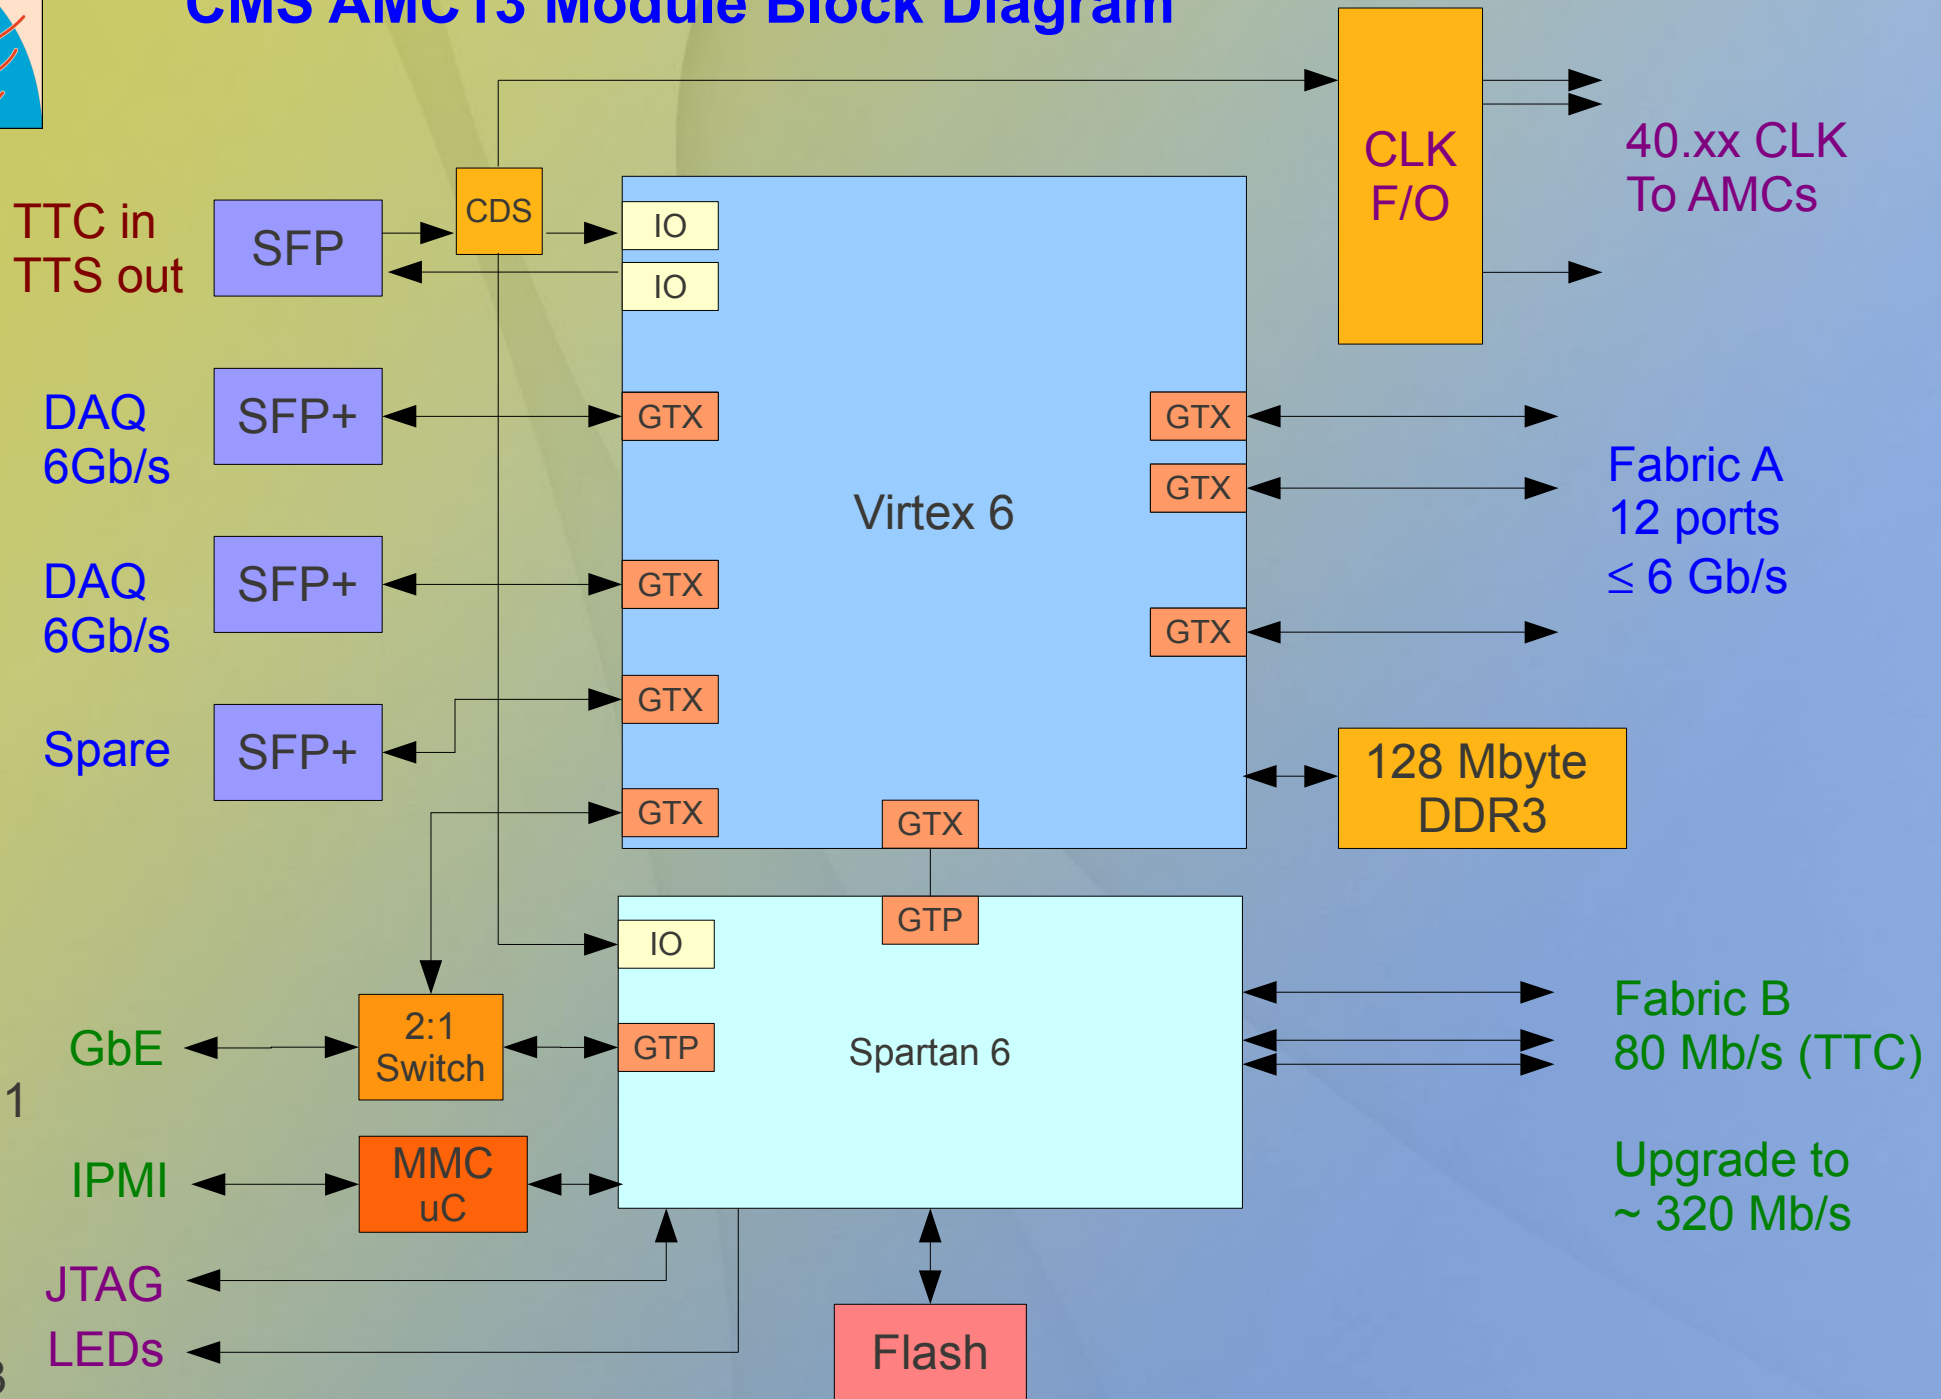 CMS AMC13 Module Block Diagram
CLK
F/O
40.xx CLK
To AMCs
TTC in
TTS out
SFP
CDS
IO
IO
DAQ
6Gb/s
SFP+
GTX
GTX
GTX
Virtex 6
Fabric A
12 ports
≤ 6 Gb/s
DAQ
6Gb/s
SFP+
GTX
GTX
Spare
SFP+
GTX
128 Mbyte
DDR3
GTX
GTX
GTP
IO
Fabric B
80 Mb/s (TTC)
GbE
2:1
Switch
GTP
Spartan 6
1
IPMI
MMC
uC
Upgrade to
~ 320 Mb/s
JTAG
LEDs
Flash